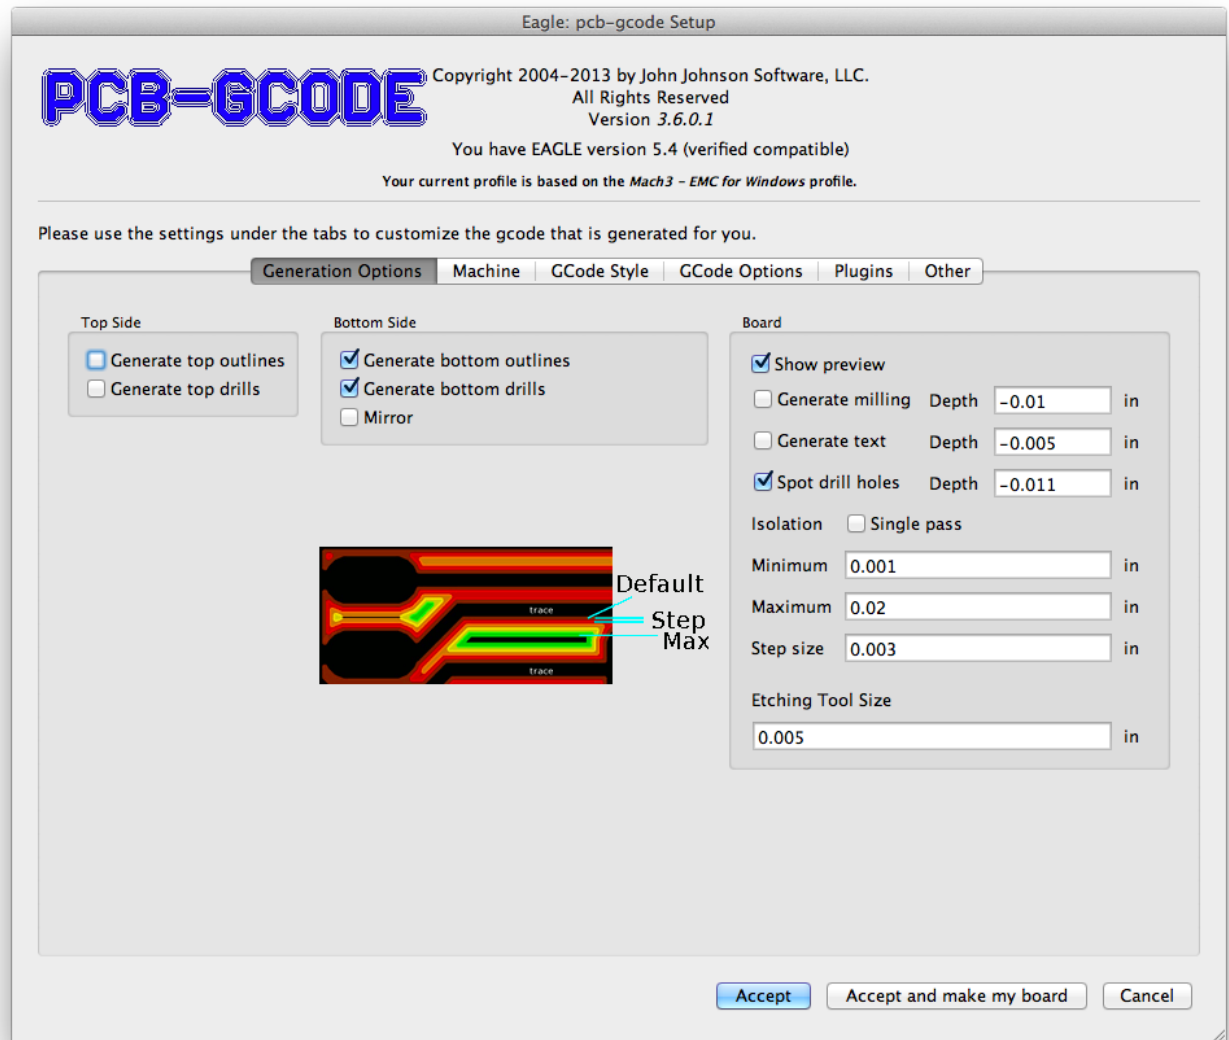 Eagle: pcb-gcode Setup
PCB-GCODE
Copyright 2004-2013 by John Johnson Software, LLC.
All Rights Reserved
Version 3.6.0.1
You have EAGLE version 5.4 (verified compatible)
Your current profile is based on the Mach3 - EMC for Windows profile.
Please use the settings under the tabs to customize the gcode that is generated for you.
Generation Options Machine GCode Style GCode Options Plugins Other
Top Side
Generate top outlines
Generate top drills
Bottom Side
Generate bottom outlines
Generate bottom drills
Mirror
Default
Step
Max
trace
trace
Board
Show preview
Generate milling Depth -0.01 in
Generate text Depth -0.005 in
Spot drill holes Depth -0.011 in
Isolation Single pass
Minimum 0.001 in
Maximum 0.02 in
Step size 0.003 in
Etching Tool Size
0.005 in
Accept Accept and make my board Cancel